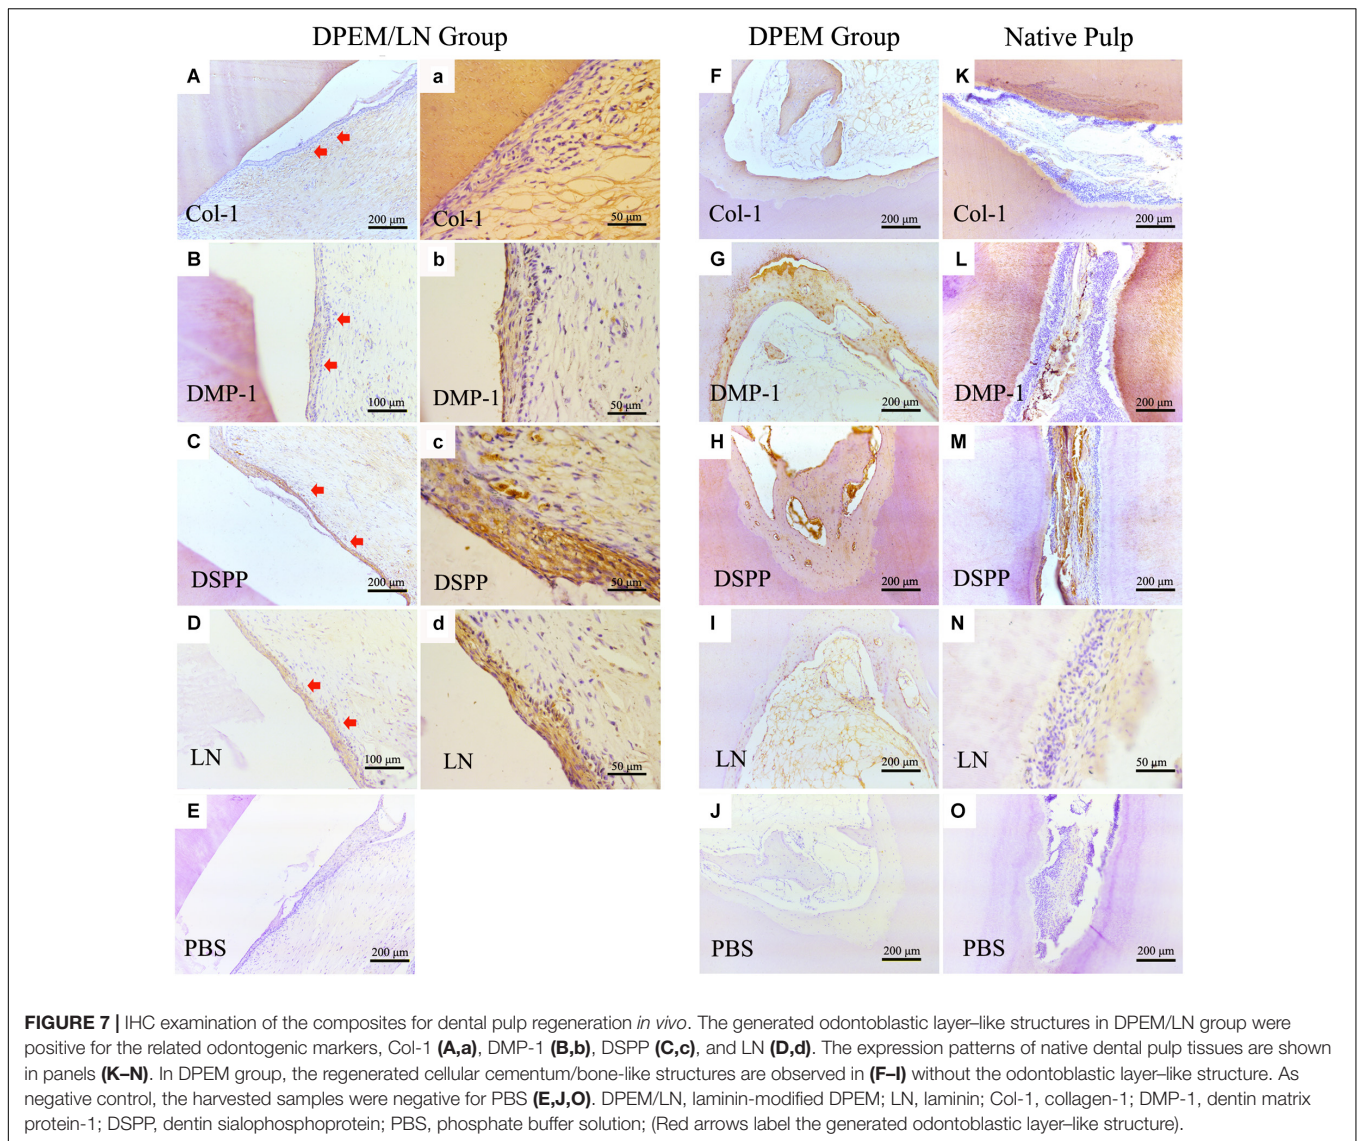 DPEM/LN Group
DPEM Group
Native Pulp
A
Col-1
200 µm
a
Col-1
50 µm
F
Col-1
200 µm
K
Col-1
200 µm
B
DMP-1
100 µm
b
DMP-1
50 µm
G
DMP-1
200 µm
L
DMP-1
200 µm
C
DSPP
200 µm
c
DSPP
50 µm
H
DSPP
200 µm
M
DSPP
200 µm
D
LN
100 µm
d
LN
50 µm
I
LN
200 µm
N
LN
50 µm
E
PBS
200 µm
J
PBS
200 µm
O
PBS
200 µm
FIGURE 7 | IHC examination of the composites for dental pulp regeneration in vivo. The generated odontoblastic layer–like structures in DPEM/LN group were
positive for the related odontogenic markers, Col-1 (A,a), DMP-1 (B,b), DSPP (C,c), and LN (D,d). The expression patterns of native dental pulp tissues are shown
in panels (K–N). In DPEM group, the regenerated cellular cementum/bone-like structures are observed in (F–I) without the odontoblastic layer–like structure. As
negative control, the harvested samples were negative for PBS (E,J,O). DPEM/LN, laminin-modified DPEM; LN, laminin; Col-1, collagen-1; DMP-1, dentin matrix
protein-1; DSPP, dentin sialophosphoprotein; PBS, phosphate buffer solution; (Red arrows label the generated odontoblastic layer–like structure).